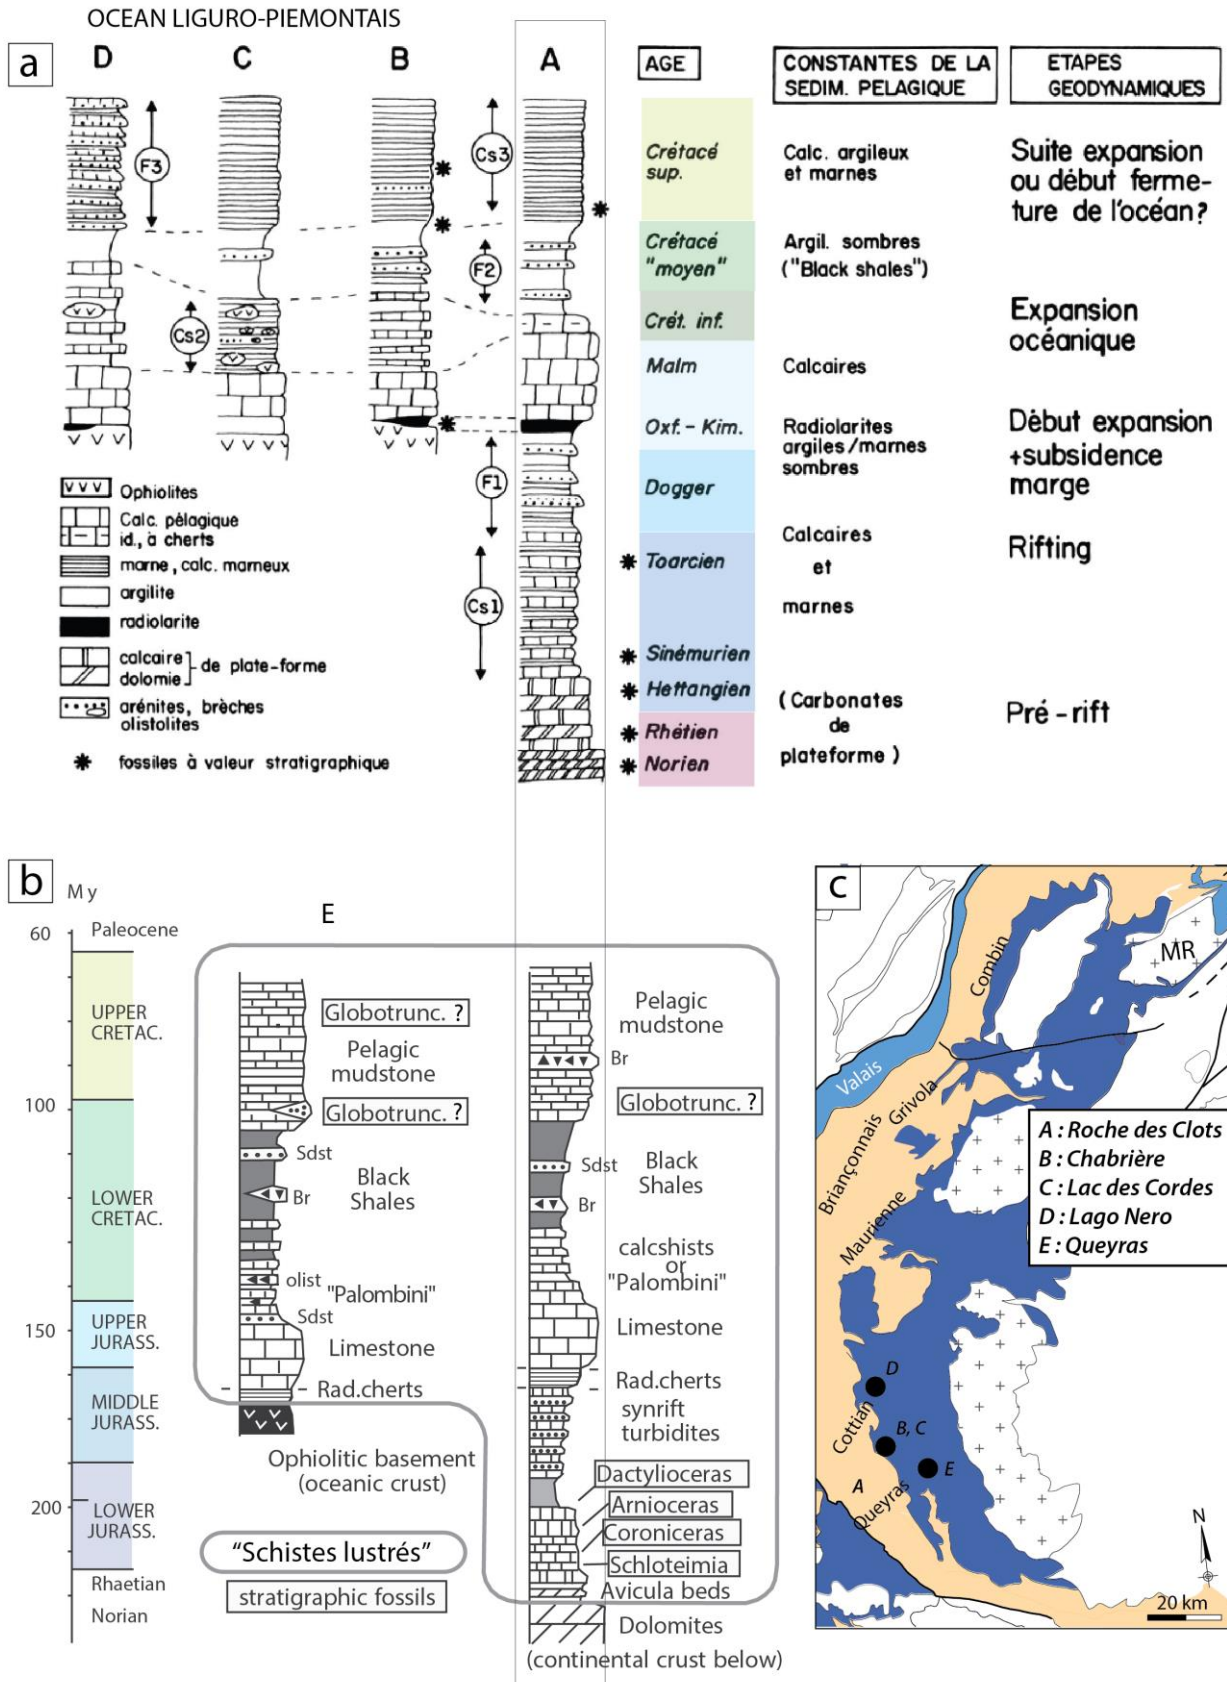 OCEAN LIGURO-PIEMONTAIS
a
D
C
B
A
AGE
CONSTANTES DE LA
SEDIM. PELAGIQUE
ETAPES
GEODYNAMIQUES
F3
Cs3
Cs2
F2
F1
Cs1
Crétacé
sup.
Calc. argileux
et marnes
Suite expansion
ou début ferme-
ture de l'océan?
Crétacé
"moyen"
Argil. sombres
("Black shales")
Crét. inf.
Expansion
océanique
Malm
Calcaires
Oxf.- Kim.
Radiolarites
argiles/marnes
sombres
Début expansion
+subsidence
marge
Dogger
Toarcien
Calcaires
et
marnes
Rifting
Sinémurien
Hettangien
Rhétien
Norien
(Carbonates
de
plateforme)
Pré-rift
Ophiolites
Calc. pélagique
id., à cherts
marne, calc. marneux
argilite
radiolarite
calcaire
dolomie
de plate-forme
arénites, brèches
olistolites
fossiles à valeur stratigraphique
b
My
60
Paleocene
UPPER
CRETAC.
100
LOWER
CRETAC.
150
UPPER
JURASS.
MIDDLE
JURASS.
200
LOWER
JURASS.
Rhaetian
Norian
E
Globotrunc. ?
Pelagic
mudstone
Globotrunc. ?
Sdst
Black
Shales
Br
olist
"Palombini"
Sdst
Limestone
Rad.cherts
Ophiolitic basement
(oceanic crust)
"Schistes lustrés"
stratigraphic fossils
Pelagic
mudstone
Br
Globotrunc. ?
Sdst
Black
Shales
Br
calcshists
or
"Palombini"
Limestone
Rad.cherts
synrift
turbidites
Dactylioceras
Arnioceras
Coroniceras
Schloteimia
Avicula beds
Dolomites
(continental crust below)
c
MR
Combin
Valais
Grivola
Briançonnais
Maurienne
A : Roche des Clots
B : Chabrière
C : Lac des Cordes
D : Lago Nero
E : Queyras
D
Cottian
B, C
E
A
Queyras
N
20 km